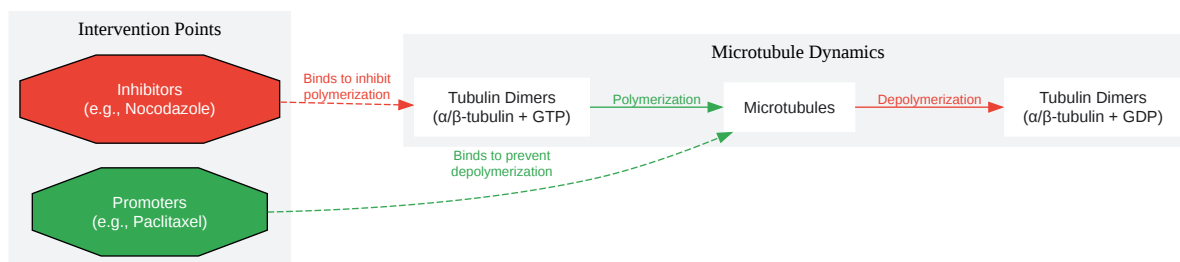 Intervention Points
Inhibitors
(e.g., Nocodazole)
Promoters
(e.g., Paclitaxel)
Binds to inhibit
polymerization
Binds to prevent
depolymerization
Microtubule Dynamics
Tubulin Dimers
(α/β-tubulin + GTP)
Polymerization
Microtubules
Depolymerization
Tubulin Dimers
(α/β-tubulin + GDP)